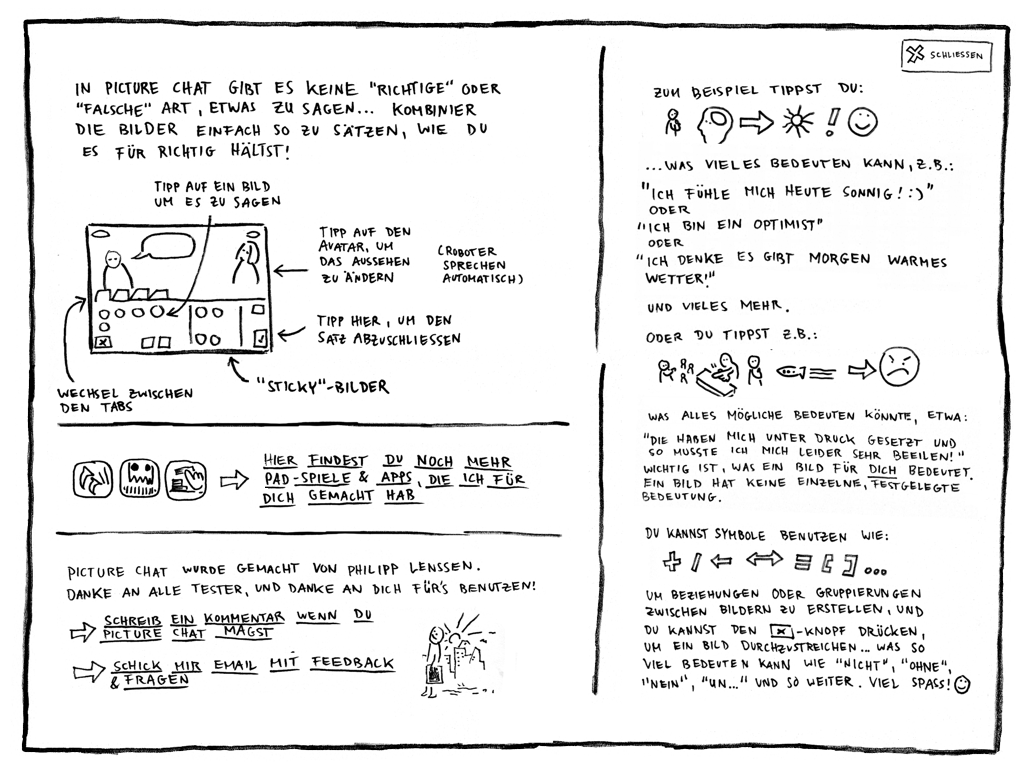 IN PICTURE CHAT GIBT ES KEINE "RICHTIGE" ODER
"FALSCHE" ART, ETWAS ZU SAGEN... KOMBINIER
DIE BILDER EINFACH SO ZU SÄTZEN, WIE DU
ES FÜR RICHTIG HÄLTST!
TIPP AUF EIN BILD
UM ES ZU SAGEN
TIPP AUF DEN
AVATAR, UM
DAS AUSSEHEN
ZU ÄNDERN
(ROBOTER
SPRECHEN
AUTOMATISCH)
TIPP HIER, UM DEN
SATZ ABZUSCHLIESSEN
"STICKY"-BILDER
WECHSEL ZWISCHEN
DEN TABS
HIER FINDEST DU NOCH MEHR
PAD-SPIELE & APPS, DIE ICH FÜR
DICH GEMACHT HAB
PICTURE CHAT WURDE GEMACHT VON PHILIPP LENSSEN.
DANKE AN ALLE TESTER, UND DANKE AN DICH FÜR'S BENUTZEN!
SCHREIB EIN KOMMENTAR WENN DU
PICTURE CHAT MAGST
SCHICK MIR EMAIL MIT FEEDBACK
& FRAGEN
SCHLIESSEN
ZUM BEISPIEL TIPPST DU:
...WAS VIELES BEDEUTEN KANN, Z.B.:
"ICH FÜHLE MICH HEUTE SONNIG! :)"
ODER
"ICH BIN EIN OPTIMIST"
ODER
"ICH DENKE ES GIBT MORGEN WARMES
WETTER!"
UND VIELES MEHR.
ODER DU TIPPST Z.B.:
WAS ALLES MÖGLICHE BEDEUTEN KÖNNTE, ETWA:
"DIE HABEN MICH UNTER DRUCK GESETZT UND
SO MUSSTE ICH MICH LEIDER SEHR BEEILEN!"
WICHTIG IST, WAS EIN BILD FÜR DICH BEDEUTET.
EIN BILD HAT KEINE EINZELNE, FESTGELEGTE
BEDEUTUNG.
DU KANNST SYMBOLE BENUTZEN WIE:
UM BEZIEHUNGEN ODER GRUPPIERUNGEN
ZWISCHEN BILDERN ZU ERSTELLEN, UND
DU KANNST DEN [x]-KNOPF DRÜCKEN,
UM EIN BILD DURCHZUSTREICHEN... WAS SO
VIEL BEDEUTEN KANN WIE "NICHT", "OHNE",
"NEIN", "UN..." UND SO WEITER. VIEL SPASS!